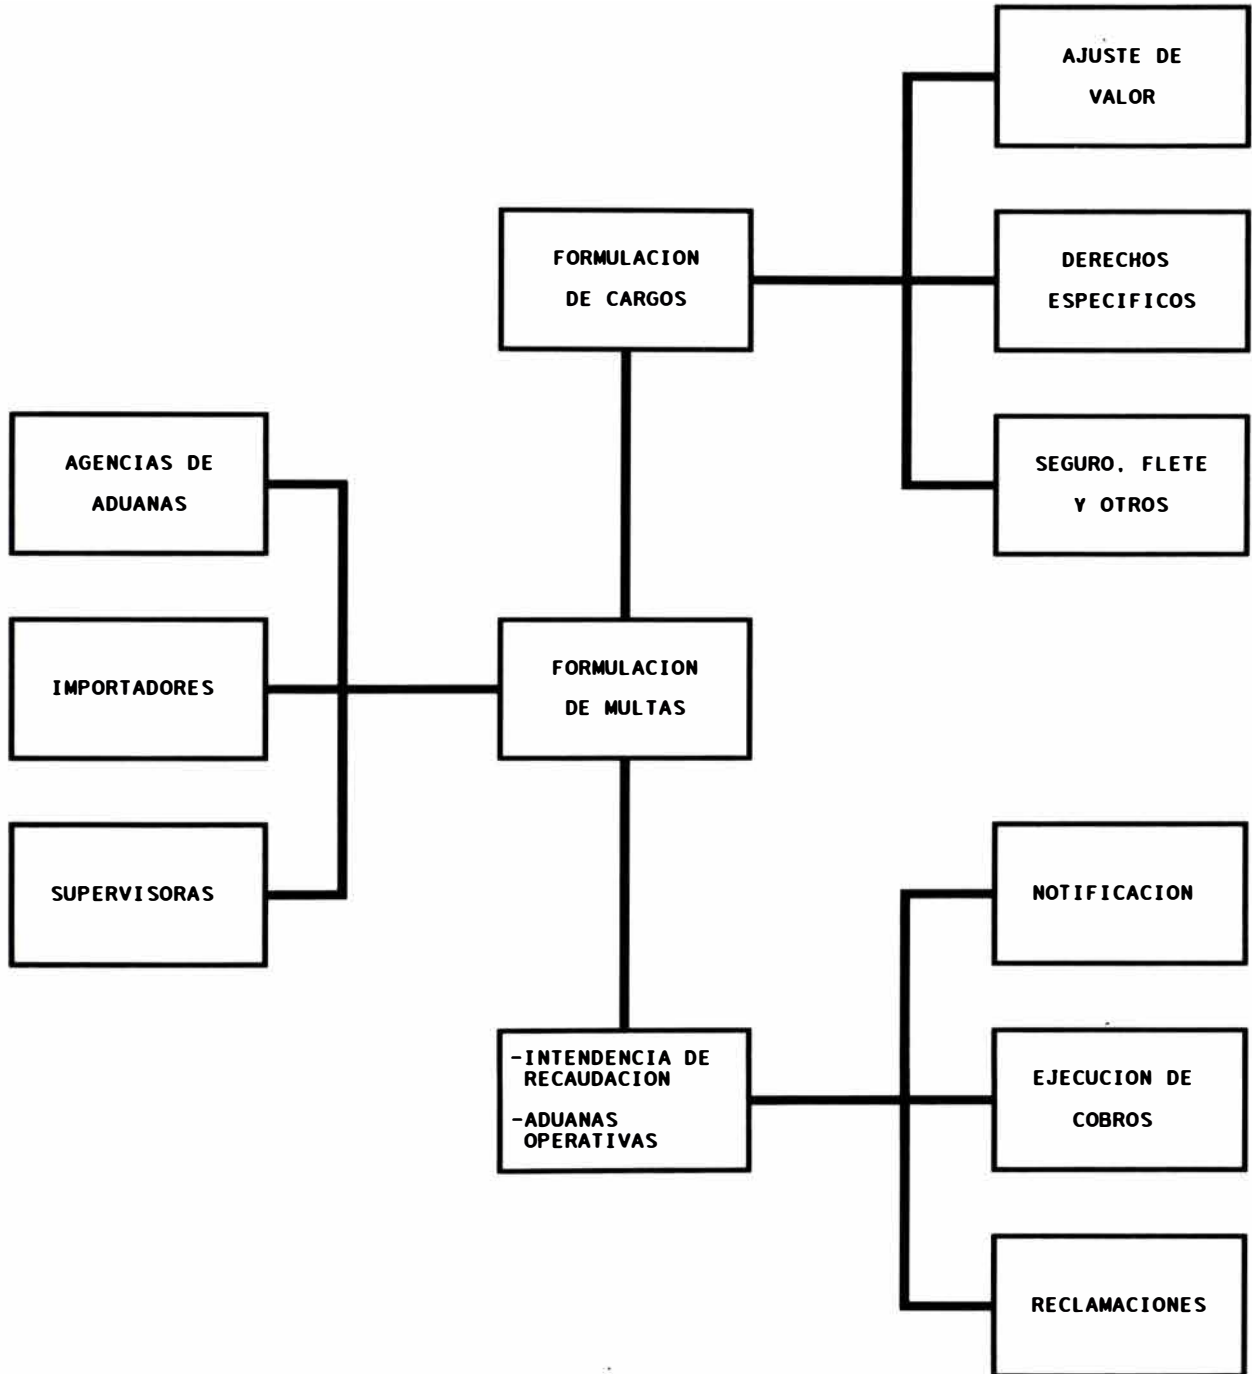 AJUSTE DE
VALOR
FORMULACION
DE CARGOS
DERECHOS
ESPECIFICOS
SEGURO, FLETE
Y OTROS
AGENCIAS DE
ADUANAS
IMPORTADORES
SUPERVISORAS
FORMULACION
DE MULTAS
-INTENDENCIA DE
RECAUDACION
-ADUANAS
OPERATIVAS
NOTIFICACION
EJECUCION DE
COBROS
RECLAMACIONES